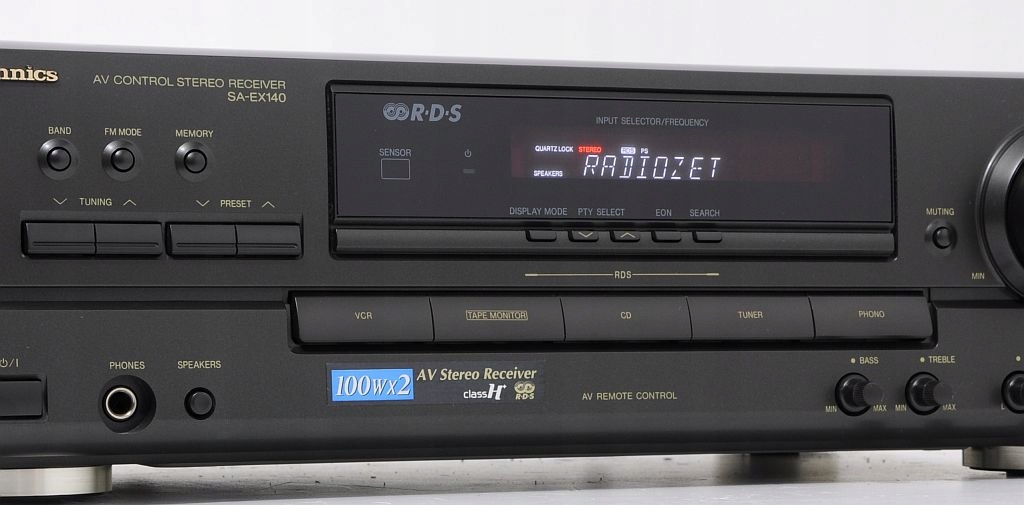 nnics
AV CONTROL STEREO RECEIVER
SA-EX140
BAND FM MODE MEMORY
TUNING PRESET
R·D·S
INPUT SELECTOR/FREQUENCY
SENSOR
QUARTZ LOCK STEREO RDS PS
SPEAKERS RADIOZET
DISPLAY MODE PTY SELECT EON SEARCH
RDS
MUTING
MIN
VCR TAPE MONITOR CD TUNER PHONO
PHONES SPEAKERS
100W×2 AV Stereo Receiver
class H+ R·D·S
AV REMOTE CONTROL
BASS TREBLE
MIN MAX MIN MAX L